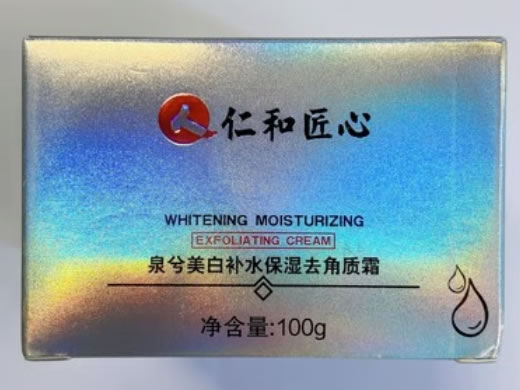 仁和匠心
WHITENING MOISTURIZING
EXFOLIATING CREAM
泉兮美白补水保湿去角质霜
净含量:100g